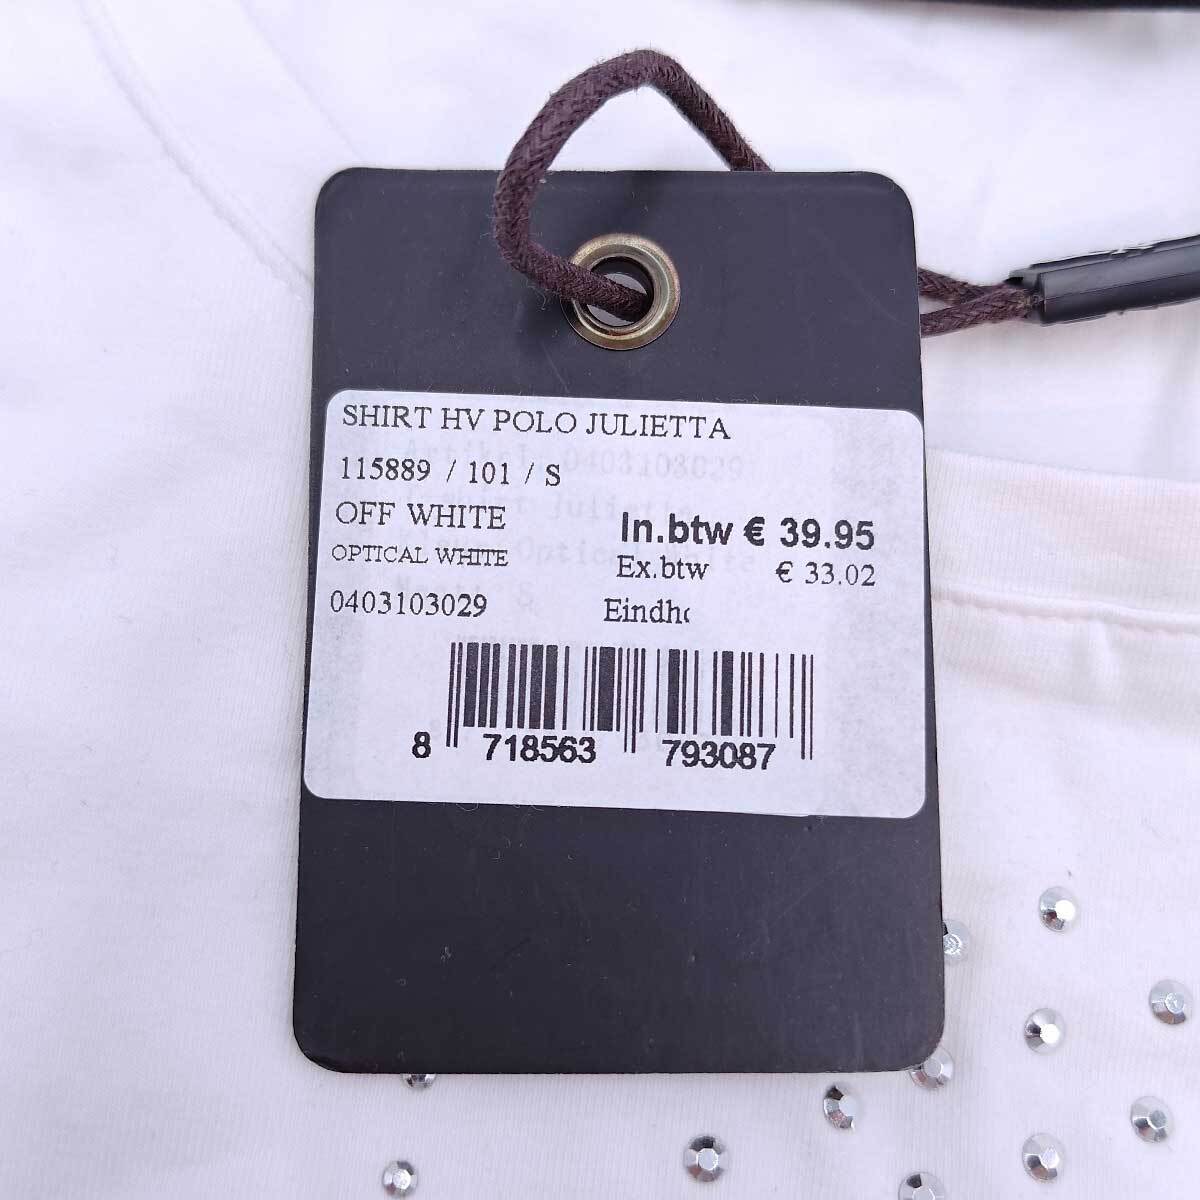 SHIRT HV POLO JULIETTA
115889 / 101 / S
OFF WHITE
In.btw € 39.95
OPTICAL WHITE
Ex.btw € 33.02
0403103029
Eindh
8 718563 793087